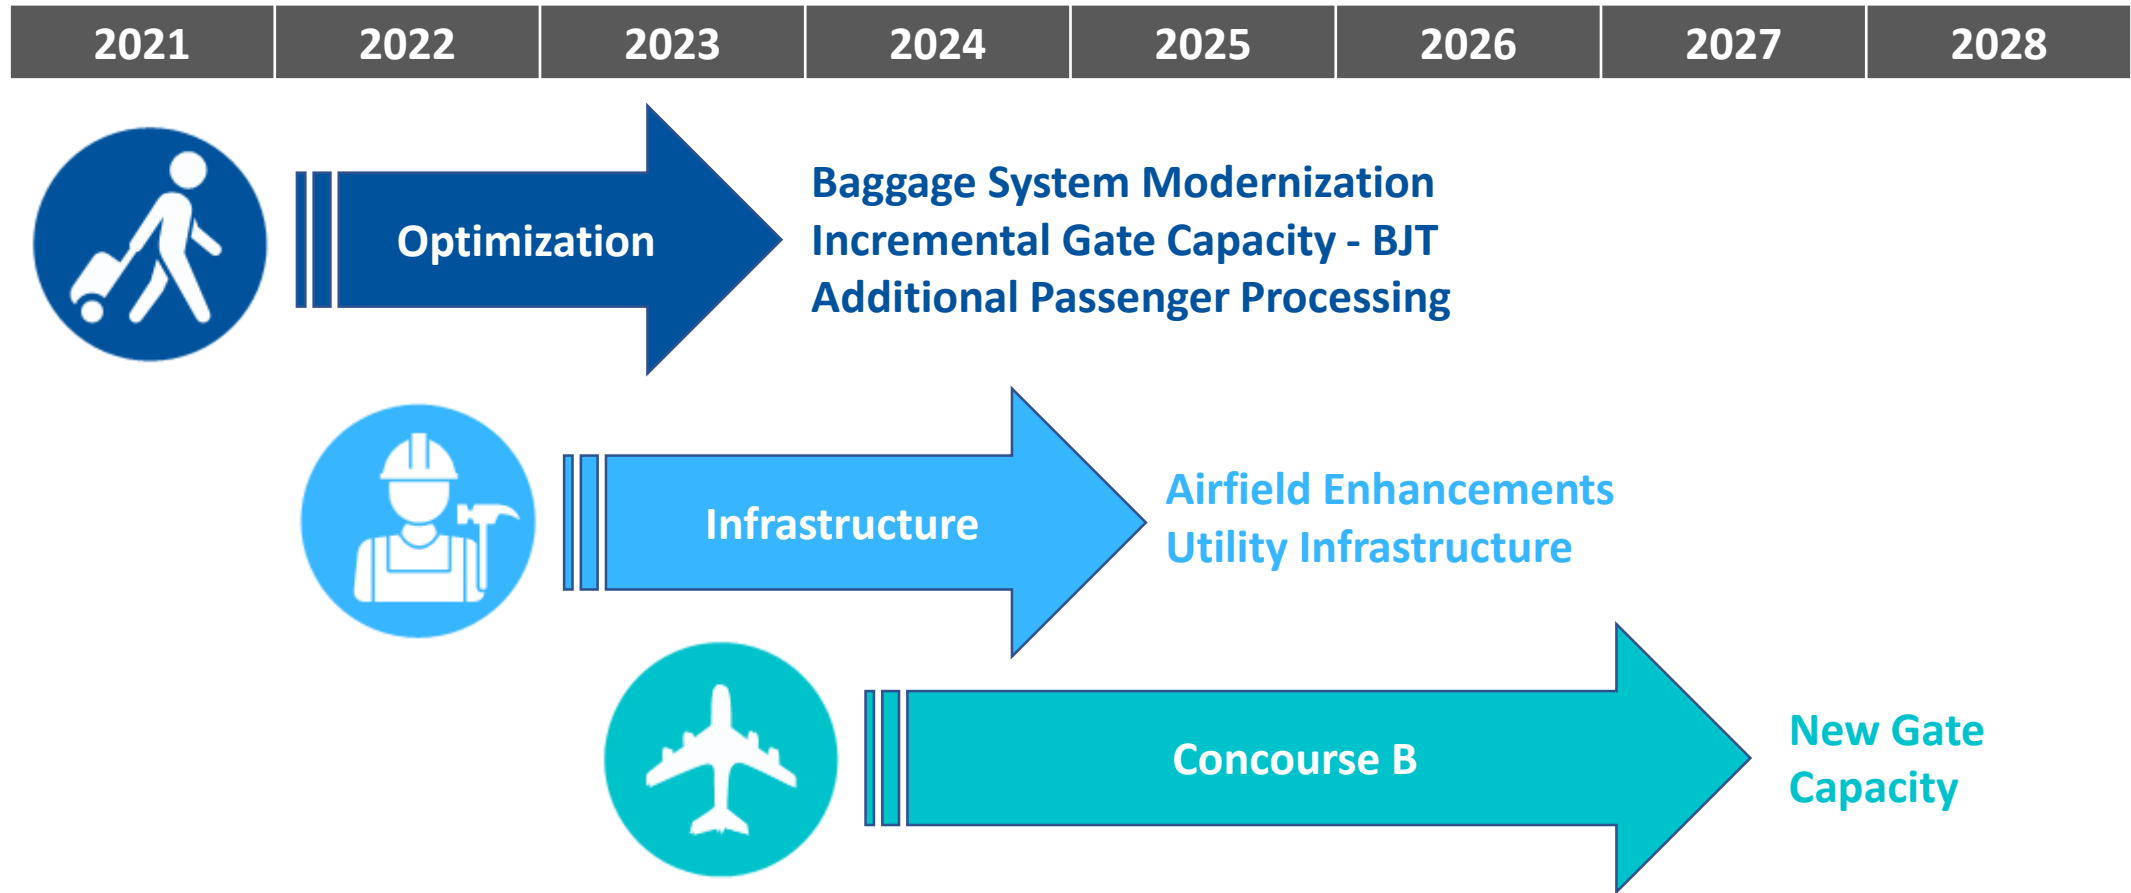 2021 2022 2023 2024 2025 2026 2027 2028
Optimization
Baggage System Modernization
Incremental Gate Capacity - BJT
Additional Passenger Processing
Infrastructure
Airfield Enhancements
Utility Infrastructure
Concourse B
New Gate
Capacity